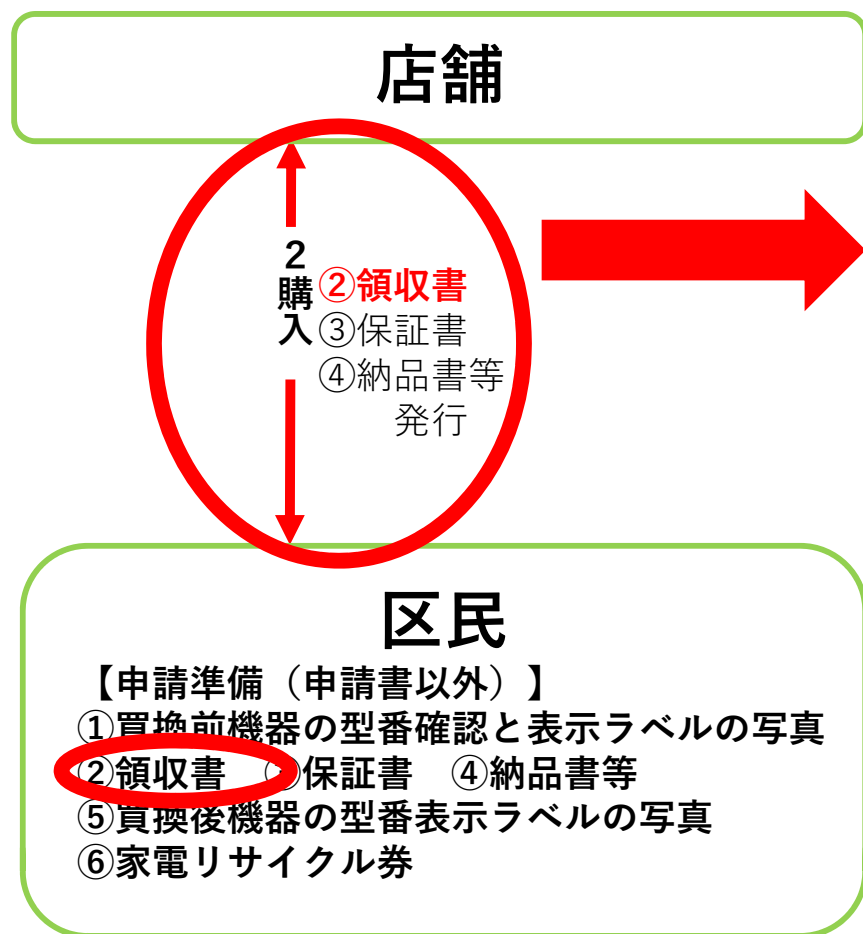 店舗
2購入
②領収書
③保証書
④納品書等
発行
区民
【申請準備（申請書以外）】
①買換前機器の型番確認と表示ラベルの写真
②領収書　③保証書　④納品書等
⑤買換後機器の型番表示ラベルの写真
⑥家電リサイクル券